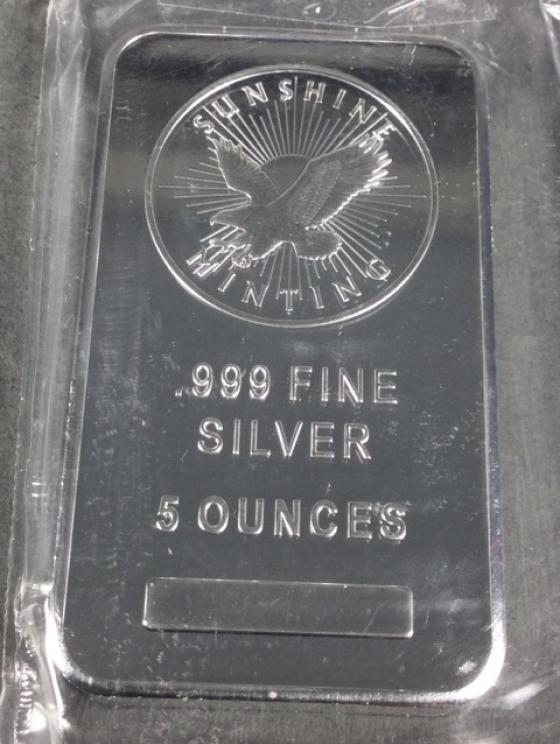 SUNSHINE
MINTING
.999 FINE
SILVER
5 OUNCES